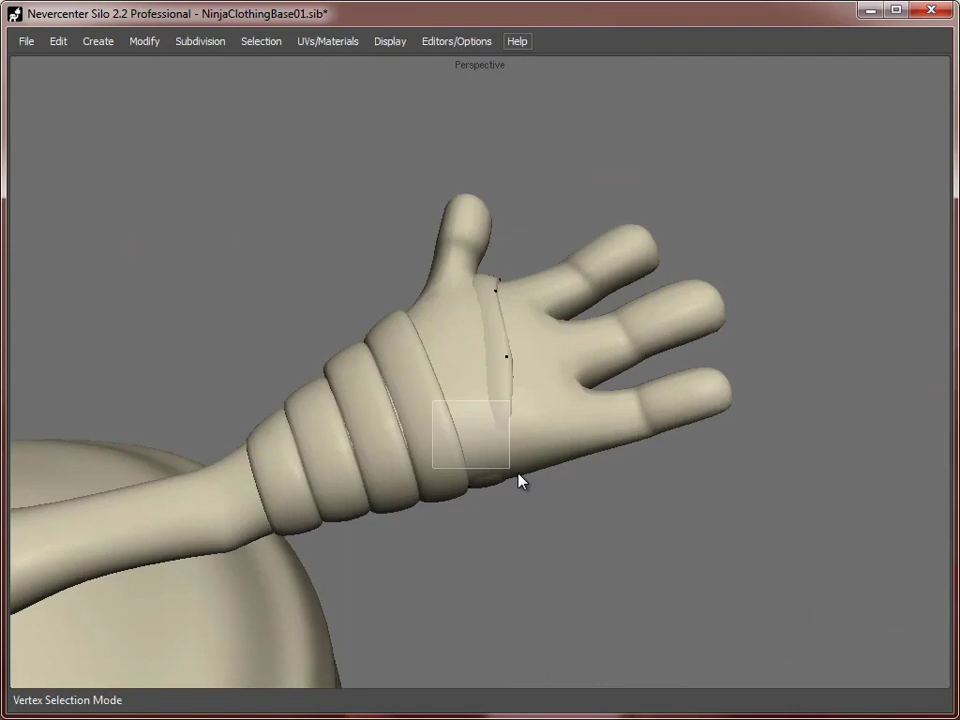 Nevercenter Silo 2.2 Professional - NinjaClothingBase01.sib*
File Edit Create Modify Subdivision Selection UVs/Materials Display Editors/Options Help
Perspective
Vertex Selection Mode